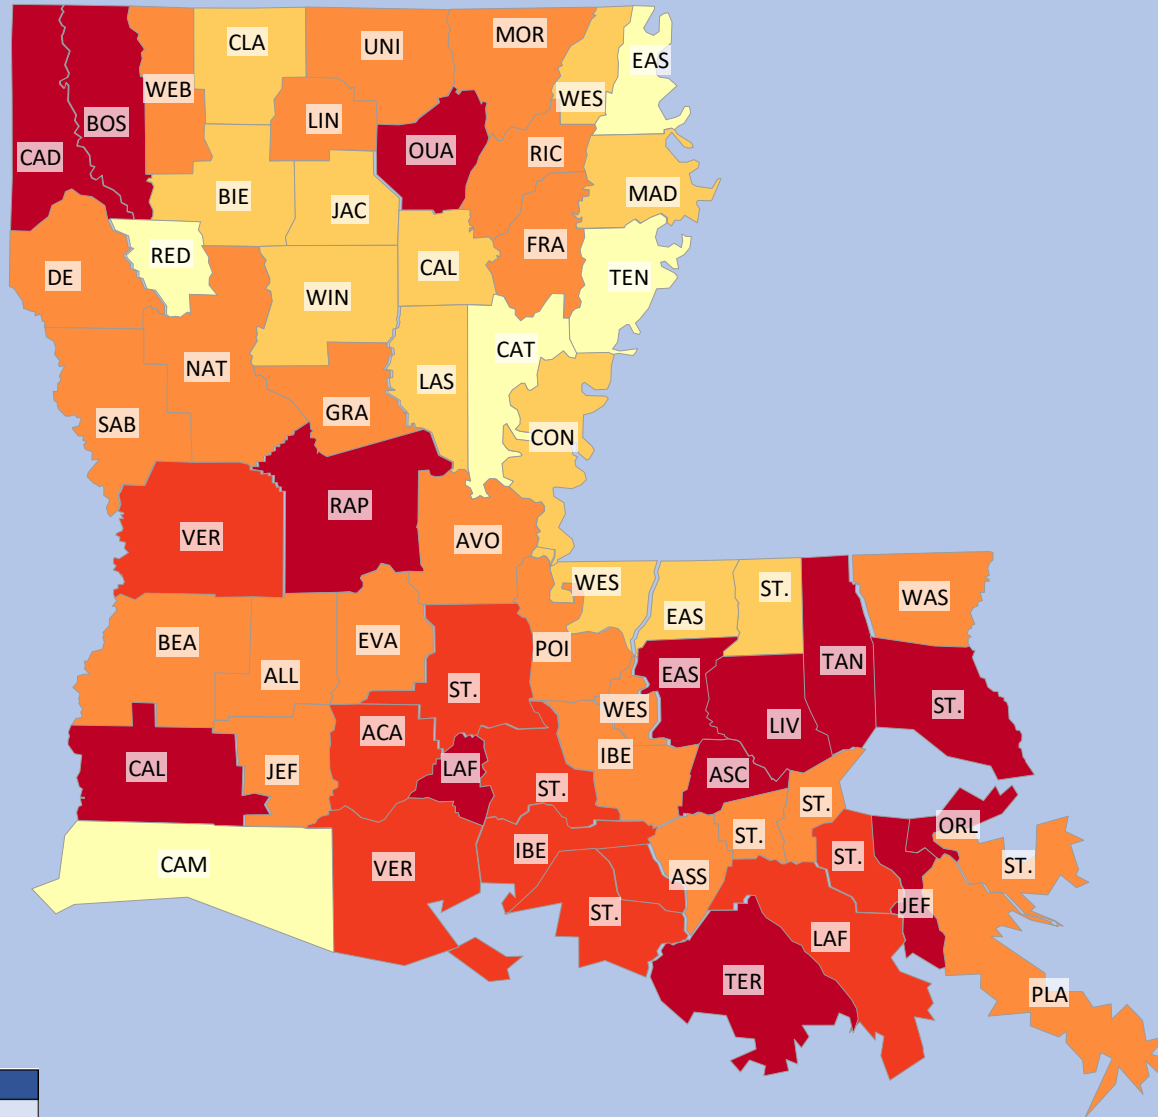 CLA
UNI
MOR
EAS
WEB
WES
LIN
BOS
OUA
RIC
CAD
BIE
JAC
MAD
RED
FRA
DE
CAL
TEN
WIN
CAT
NAT
LAS
GRA
SAB
CON
RAP
VER
AVO
WES
ST.
WAS
EAS
BEA
EVA
POI
ALL
EAS
TAN
ST.
WES
ST.
LIV
ACA
IBE
CAL
JEF
LAF
ASC
ST.
ST.
ORL
ST.
IBE
ST.
ST.
CAM
VER
ASS
JEF
ST.
LAF
TER
PLA